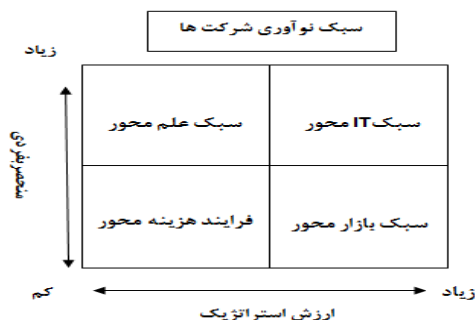 سبک نوآوری شرکت ها
زیاد
سبک IT محور
سبک علم محور
منحصربفردی
سبک بازار محور
فرایند هزینه محور
کم
زیاد
ارزش استراتژیک